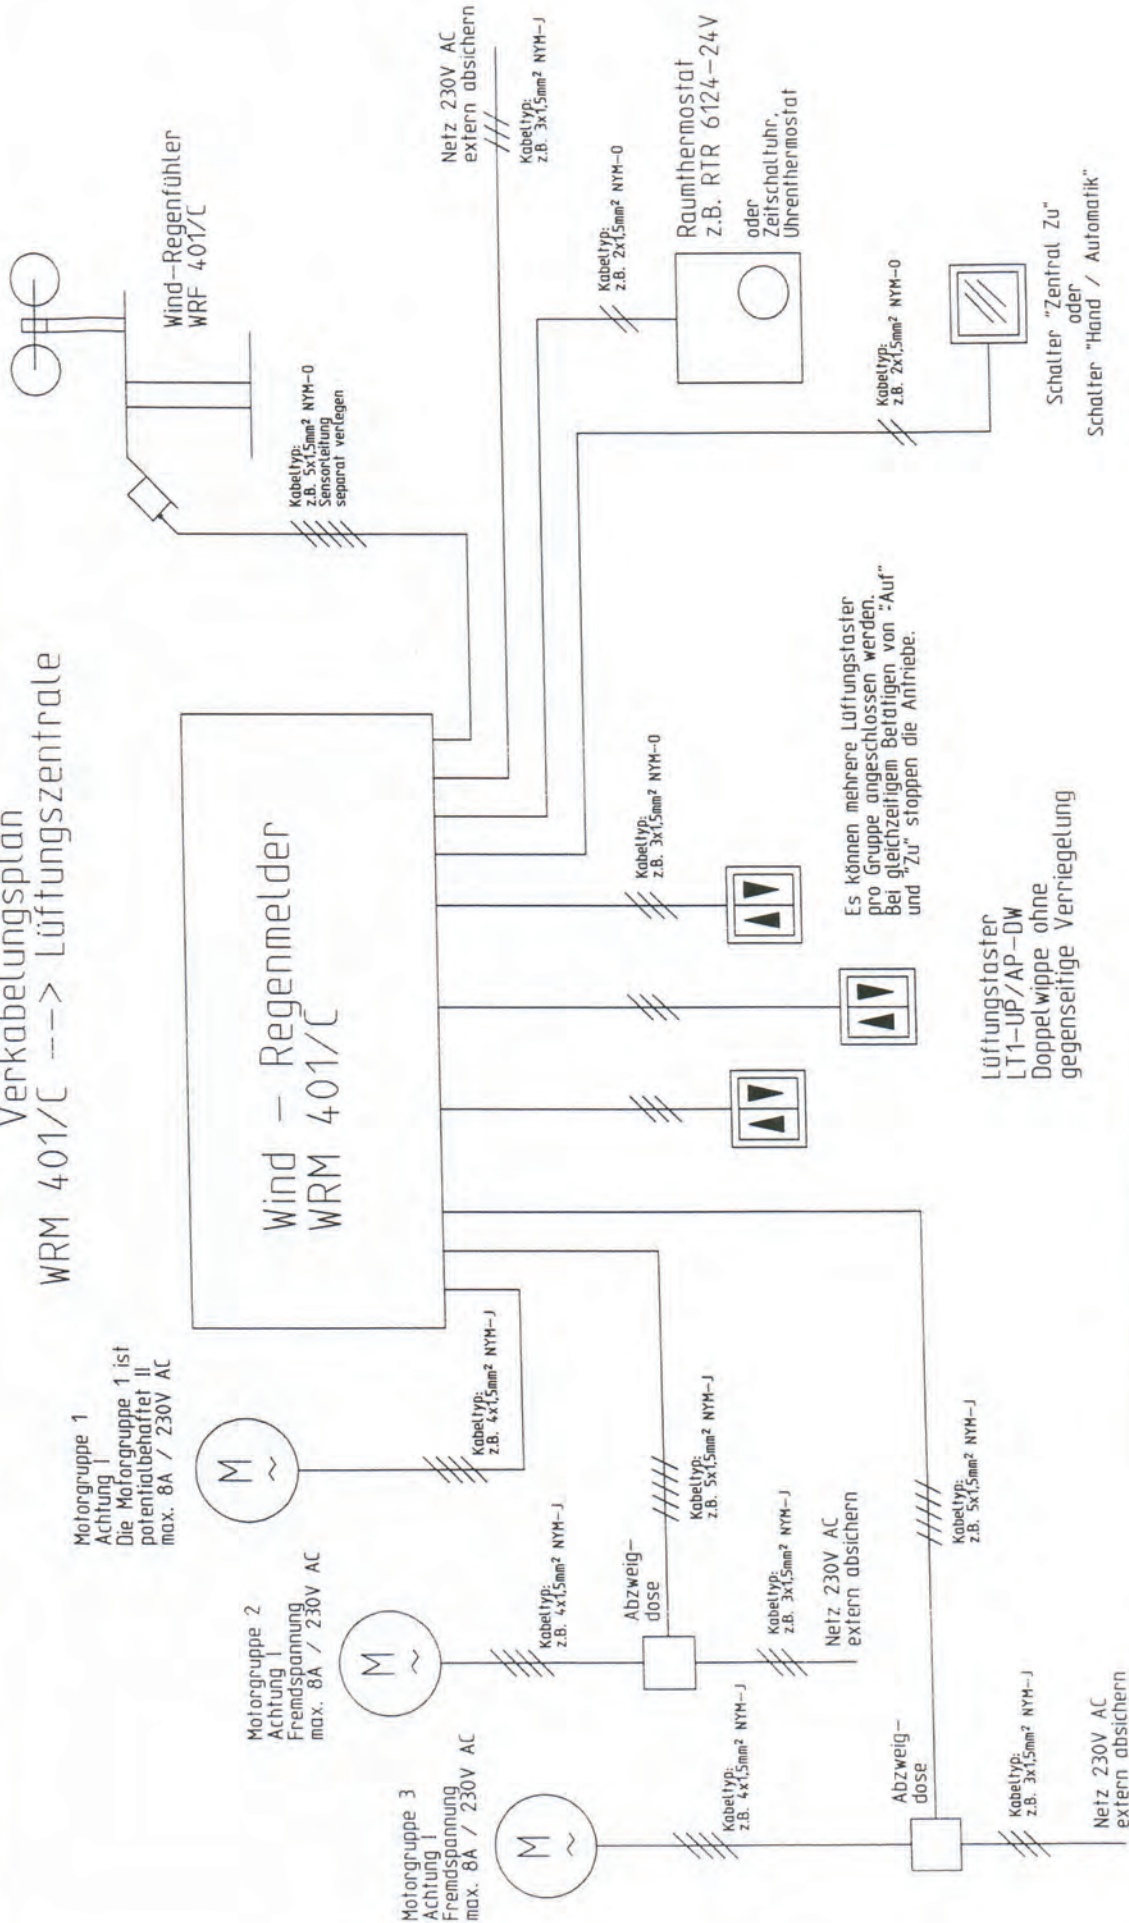 Verkabelungsplan
WRM 401/C ---> Lüftungszentrale
Motorgruppe 1
Achtung !
Die Motorgruppe 1 ist
potentialbehaftet !!
max. 8A / 230V AC
M
~
Kabeltyp:
z.B. 4x1,5mm² NYM-J
Motorgruppe 2
Achtung !
Fremdspannung
max. 8A / 230V AC
M
~
Kabeltyp:
z.B. 4x1,5mm² NYM-J
Abzweig-
dose
Kabeltyp:
z.B. 5x1,5mm² NYM-J
Kabeltyp:
z.B. 3x1,5mm² NYM-J
Netz 230V AC
extern absichern
Motorgruppe 3
Achtung !
Fremdspannung
max. 8A / 230V AC
M
~
Kabeltyp:
z.B. 4x1,5mm² NYM-J
Abzweig-
dose
Kabeltyp:
z.B. 5x1,5mm² NYM-J
Kabeltyp:
z.B. 3x1,5mm² NYM-J
Netz 230V AC
extern absichern
Wind - Regenmelder
WRM 401/C
Kabeltyp:
z.B. 3x1,5mm² NYM-O
Es können mehrere Lüftungstaster
pro Gruppe angeschlossen werden.
Bei gleichzeitigem Betätigen von "Auf"
und "Zu" stoppen die Antriebe.
Lüftungstaster
LT1-UP/AP-DW
Doppelwippe ohne
gegenseitige Verriegelung
Wind-Regenfühler
WRF 401/C
Kabeltyp:
z.B. 5x1,5mm² NYM-O
Sensorleitung
separat verlegen
Netz 230V AC
extern absichern
Kabeltyp:
z.B. 3x1,5mm² NYM-J
Kabeltyp:
z.B. 2x1,5mm² NYM-O
Raumthermostat
z.B. RTR 6124-24V
oder
Zeitschaltuhr,
Uhrenthermostat
Kabeltyp:
z.B. 2x1,5mm² NYM-O
Schalter "Zentral Zu"
oder
Schalter "Hand / Automatik"